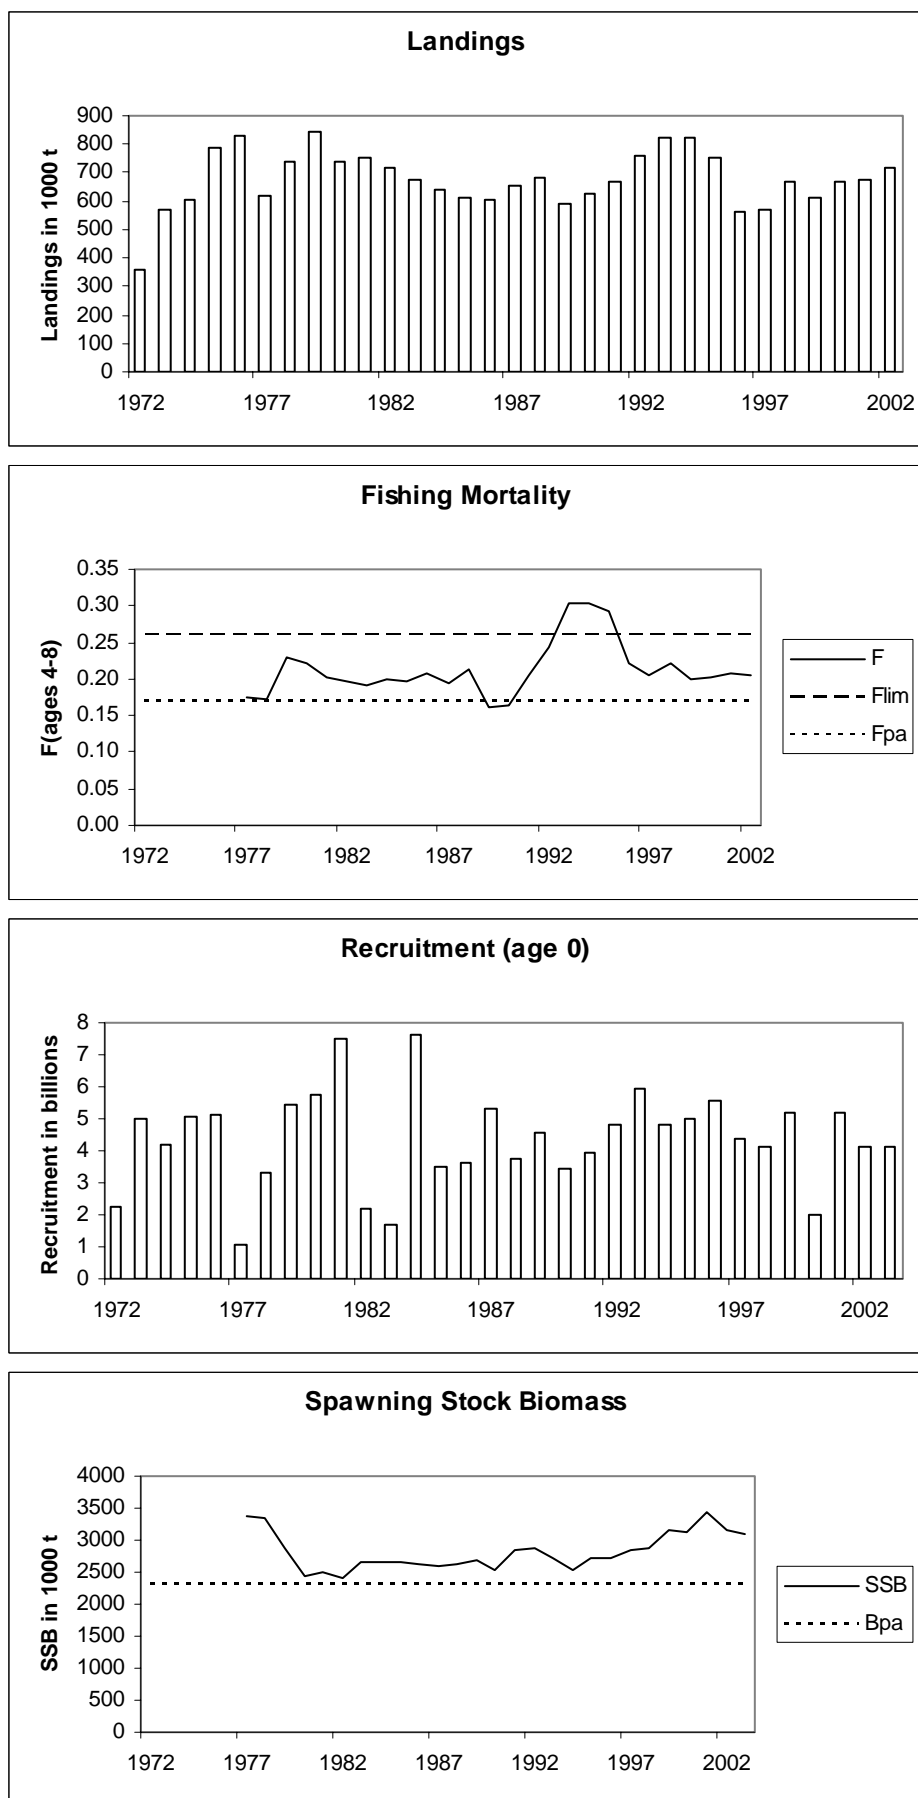 Landings
Landings in 1000 t
900
800
700
600
500
400
300
200
100
0
1972 1977 1982 1987 1992 1997 2002
Fishing Mortality
F(ages 4-8)
0.35
0.30
0.25
0.20
0.15
0.10
0.05
0.00
1972 1977 1982 1987 1992 1997 2002
F
Flim
Fpa
Recruitment (age 0)
Recruitment in billions
8
7
6
5
4
3
2
1
0
1972 1977 1982 1987 1992 1997 2002
Spawning Stock Biomass
SSB in 1000 t
4000
3500
3000
2500
2000
1500
1000
500
0
1972 1977 1982 1987 1992 1997 2002
SSB
Bpa